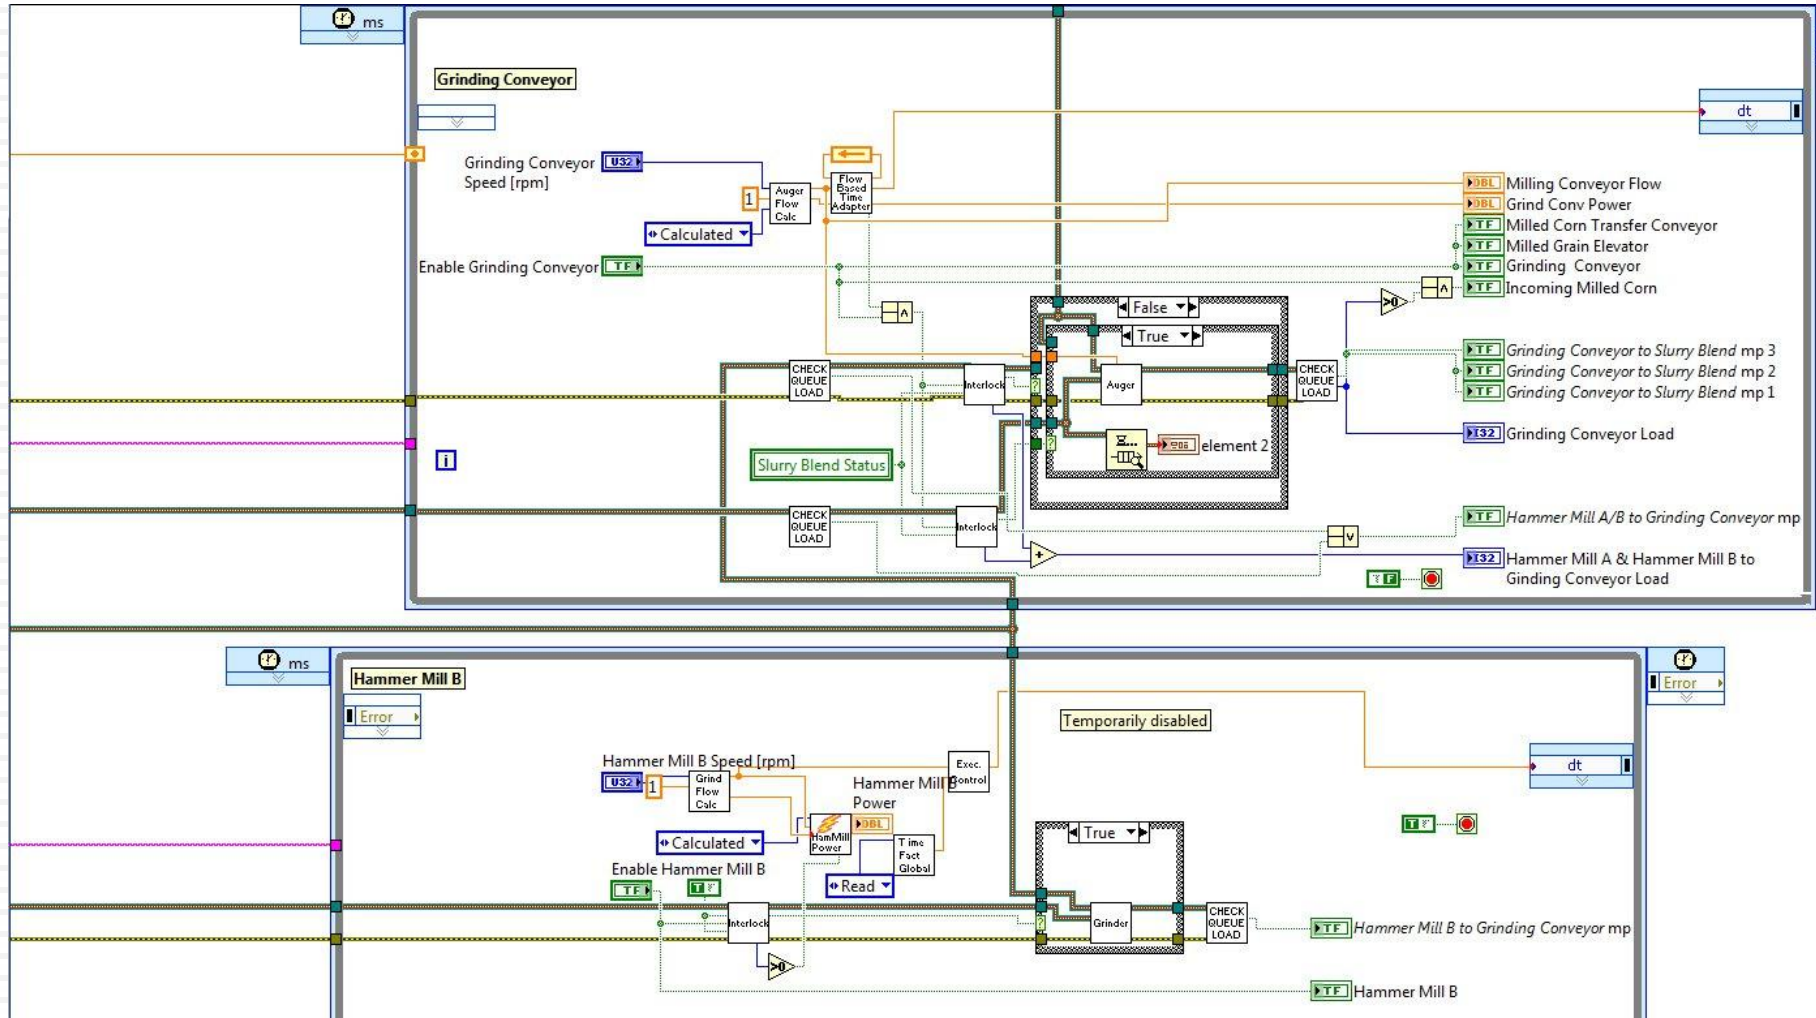 ms
Grinding Conveyor
dt
Grinding Conveyor
Speed [rpm]
U32
1
Auger
Flow
Calc
Flow
Based
Time
Adapter
Calculated
Enable Grinding Conveyor
TF
DBL
Milling Conveyor Flow
DBL
Grind Conv Power
TF
Milled Corn Transfer Conveyor
TF
Milled Grain Elevator
TF
Grinding Conveyor
TF
Incoming Milled Corn
>0
False
True
CHECK
QUEUE
LOAD
Interlock
Auger
CHECK
QUEUE
LOAD
TF
Grinding Conveyor to Slurry Blend mp 3
TF
Grinding Conveyor to Slurry Blend mp 2
TF
Grinding Conveyor to Slurry Blend mp 1
I32
Grinding Conveyor Load
i
Slurry Blend Status
element 2
CHECK
QUEUE
LOAD
Interlock
+
TF
Hammer Mill A/B to Grinding Conveyor mp
I32
Hammer Mill A & Hammer Mill B to
Ginding Conveyor Load
T F
ms
Hammer Mill B
Error
Error
Temporarily disabled
dt
Hammer Mill B Speed [rpm]
U32
1
Grind
Flow
Calc
Exec.
Control
Hammer Mill B
Power
DBL
HamMill
Power
Calculated
Time
Fact
Global
Read
True
T F
Enable Hammer Mill B
TF
T F
Interlock
Grinder
CHECK
QUEUE
LOAD
TF
Hammer Mill B to Grinding Conveyor mp
>0
TF
Hammer Mill B